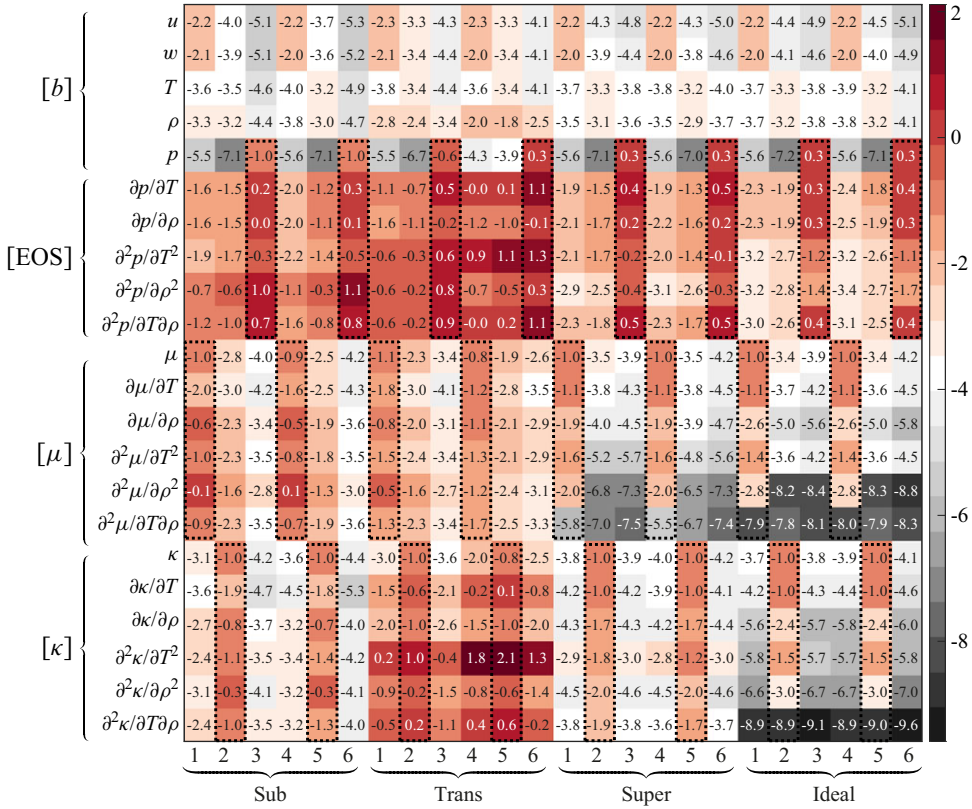 u -2.2 -4.0 -5.1 -2.2 -3.7 -5.3 -2.3 -3.3 -4.3 -2.3 -3.3 -4.1 -2.2 -4.3 -4.8 -2.2 -4.3 -5.0 -2.2 -4.4 -4.9 -2.2 -4.5 -5.1 2
w -2.1 -3.9 -5.1 -2.0 -3.6 -5.2 -2.1 -3.4 -4.4 -2.0 -3.4 -4.1 -2.0 -3.9 -4.4 -2.0 -3.8 -4.6 -2.0 -4.1 -4.6 -2.0 -4.0 -4.9
[b] T -3.6 -3.5 -4.6 -4.0 -3.2 -4.9 -3.8 -3.4 -4.4 -3.6 -3.4 -4.1 -3.7 -3.3 -3.8 -3.8 -3.2 -4.0 -3.7 -3.3 -3.8 -3.9 -3.2 -4.1
ρ -3.3 -3.2 -4.4 -3.8 -3.0 -4.7 -2.8 -2.4 -3.4 -2.0 -1.8 -2.5 -3.5 -3.1 -3.6 -3.5 -2.9 -3.7 -3.7 -3.2 -3.8 -3.8 -3.2 -4.1 0
p -5.5 -7.1 -1.0 -5.6 -7.1 -1.0 -5.5 -6.7 -0.6 -4.3 -3.9 0.3 -5.6 -7.1 0.3 -5.6 -7.0 0.3 -5.6 -7.2 0.3 -5.6 -7.1 0.3
∂p/∂T -1.6 -1.5 0.2 -2.0 -1.2 0.3 -1.1 -0.7 0.5 -0.0 0.1 1.1 -1.9 -1.5 0.4 -1.9 -1.3 0.5 -2.3 -1.9 0.3 -2.4 -1.8 0.4
∂p/∂ρ -1.6 -1.5 0.0 -2.0 -1.1 0.1 -1.6 -1.1 -0.2 -1.2 -1.0 -0.1 -2.1 -1.7 0.2 -2.2 -1.6 0.2 -2.3 -1.9 0.3 -2.5 -1.9 0.3
[EOS] ∂²p/∂T² -1.9 -1.7 -0.3 -2.2 -1.4 -0.5 -0.6 -0.3 0.6 0.9 1.1 1.3 -2.1 -1.7 -0.2 -2.0 -1.4 -0.1 -3.2 -2.7 -1.2 -3.2 -2.6 -1.1 -2
∂²p/∂ρ² -0.7 -0.6 1.0 -1.1 -0.3 1.1 -0.6 -0.2 0.8 -0.7 -0.5 0.3 -2.9 -2.5 -0.4 -3.1 -2.6 -0.3 -3.2 -2.8 -1.4 -3.4 -2.7 -1.7
∂²p/∂T∂ρ -1.2 -1.0 0.7 -1.6 -0.8 0.8 -0.6 -0.2 0.9 -0.0 0.2 1.1 -2.3 -1.8 0.5 -2.3 -1.7 0.5 -3.0 -2.6 0.4 -3.1 -2.5 0.4
μ -1.0 -2.8 -4.0 -0.9 -2.5 -4.2 -1.1 -2.3 -3.4 -0.8 -1.9 -2.6 -1.0 -3.5 -3.9 -1.0 -3.5 -4.2 -1.0 -3.4 -3.9 -1.0 -3.4 -4.2
∂μ/∂T -2.0 -3.0 -4.2 -1.6 -2.5 -4.3 -1.8 -3.0 -4.1 -1.2 -2.8 -3.5 -1.1 -3.8 -4.3 -1.1 -3.8 -4.5 -1.1 -3.7 -4.2 -1.1 -3.6 -4.5 -4
∂μ/∂ρ -0.6 -2.3 -3.4 -0.5 -1.9 -3.6 -0.8 -2.0 -3.1 -1.1 -2.1 -2.9 -1.9 -4.0 -4.5 -1.9 -3.9 -4.7 -2.6 -5.0 -5.6 -2.6 -5.0 -5.8
[μ] ∂²μ/∂T² -1.0 -2.3 -3.5 -0.8 -1.8 -3.5 -1.5 -2.4 -3.4 -1.3 -2.1 -2.9 -1.6 -5.2 -5.7 -1.6 -4.8 -5.6 -1.4 -3.6 -4.2 -1.4 -3.6 -4.5
∂²μ/∂ρ² -0.1 -1.6 -2.8 0.1 -1.3 -3.0 -0.5 -1.6 -2.7 -1.2 -2.4 -3.1 -2.0 -6.8 -7.3 -2.0 -6.5 -7.3 -2.8 -8.2 -8.4 -2.8 -8.3 -8.8
∂²μ/∂T∂ρ -0.9 -2.3 -3.5 -0.7 -1.9 -3.6 -1.3 -2.3 -3.4 -1.7 -2.5 -3.3 -5.8 -7.0 -7.5 -5.5 -6.7 -7.4 -7.9 -7.8 -8.1 -8.0 -7.9 -8.3 -6
κ -3.1 -1.0 -4.2 -3.6 -1.0 -4.4 -3.0 -1.0 -3.6 -2.0 -0.8 -2.5 -3.8 -1.0 -3.9 -4.0 -1.0 -4.2 -3.7 -1.0 -3.8 -3.9 -1.0 -4.1
∂κ/∂T -3.6 -1.9 -4.7 -4.5 -1.8 -5.3 -1.5 -0.6 -2.1 -0.2 0.1 -0.8 -4.2 -1.0 -4.2 -3.9 -1.0 -4.1 -4.2 -1.0 -4.3 -4.4 -1.0 -4.6
∂κ/∂ρ -2.7 -0.8 -3.7 -3.2 -0.7 -4.0 -2.0 -1.0 -2.6 -1.5 -1.0 -2.0 -4.3 -1.7 -4.3 -4.2 -1.7 -4.4 -5.6 -2.4 -5.8 -5.8 -2.4 -6.0
[κ] ∂²κ/∂T² -2.4 -1.1 -3.5 -3.4 -1.4 -4.2 0.2 1.0 -0.4 1.8 2.1 1.3 -2.9 -1.8 -3.0 -2.8 -1.2 -3.0 -5.8 -1.5 -5.7 -5.7 -1.5 -5.8 -8
∂²κ/∂ρ² -3.1 -0.3 -4.1 -3.2 -0.3 -4.1 -0.9 -0.2 -1.5 -0.8 -0.6 -1.4 -4.5 -2.0 -4.6 -4.5 -2.2 -4.6 -6.6 -3.0 -6.7 -6.7 -3.0 -7.0
∂²κ/∂T∂ρ -2.4 -1.0 -3.5 -3.2 -1.3 -4.0 -0.5 0.2 -1.1 0.4 0.6 -0.2 -3.8 -1.9 -3.8 -3.6 -1.7 -3.7 -8.9 -8.9 -9.1 -8.9 -9.0 -9.6
1 2 3 4 5 6 1 2 3 4 5 6 1 2 3 4 5 6 1 2 3 4 5 6
Sub Trans Super Ideal